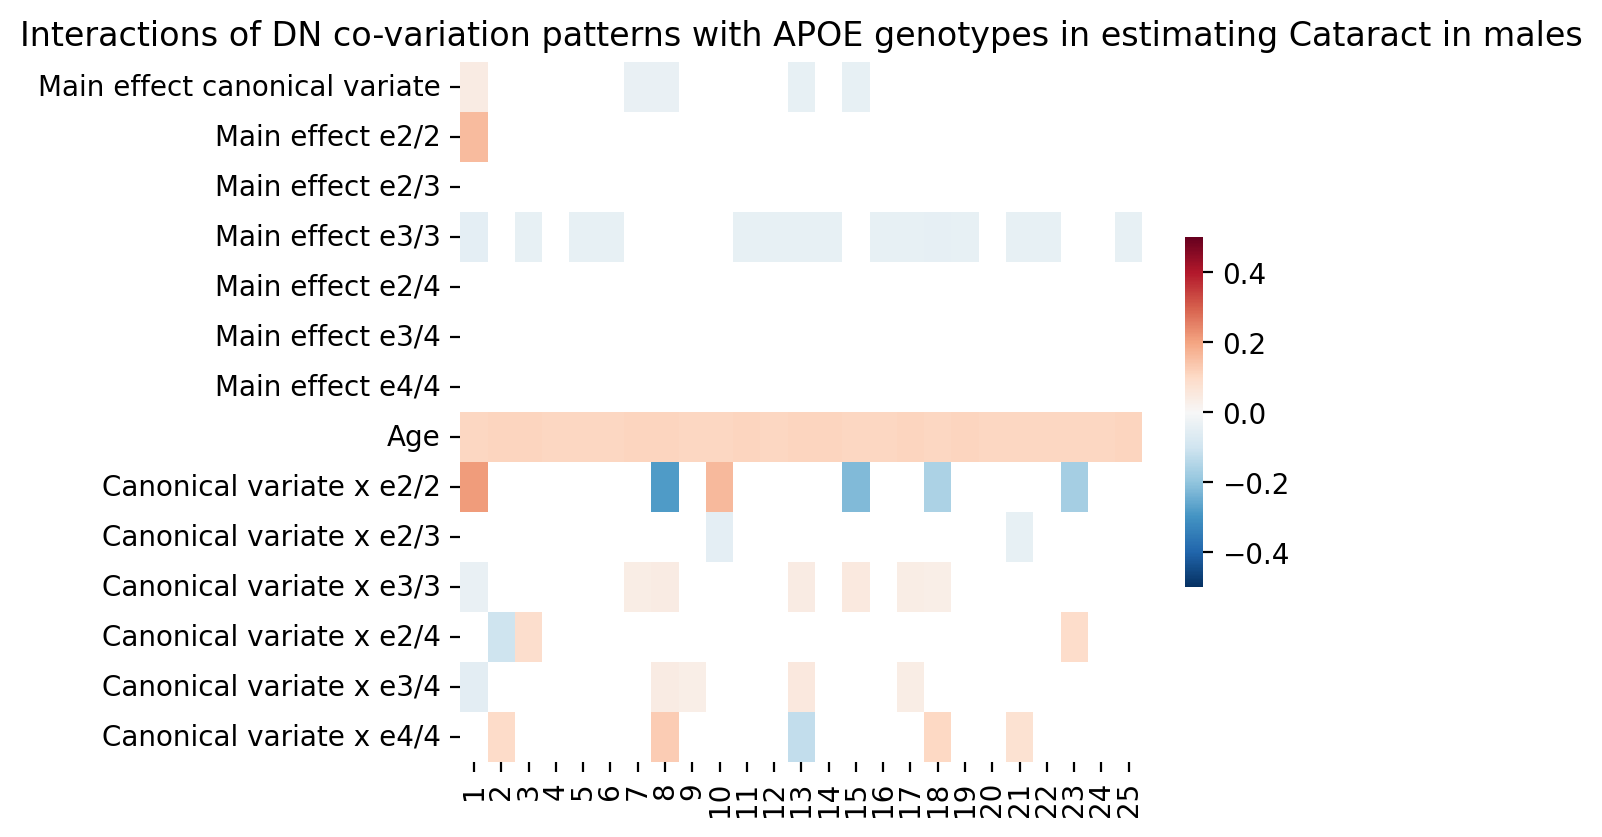 Interactions of DN co-variation patterns with APOE genotypes in estimating Cataract in males
Main effect canonical variate
Main effect e2/2
Main effect e2/3
Main effect e3/3
Main effect e2/4
Main effect e3/4
Main effect e4/4
Age
Canonical variate x e2/2
Canonical variate x e2/3
Canonical variate x e3/3
Canonical variate x e2/4
Canonical variate x e3/4
Canonical variate x e4/4
1 2 3 4 5 6 7 8 9 10 11 12 13 14 15 16 17 18 19 20 21 22 23 24 25
0.4
0.2
0.0
−0.2
−0.4